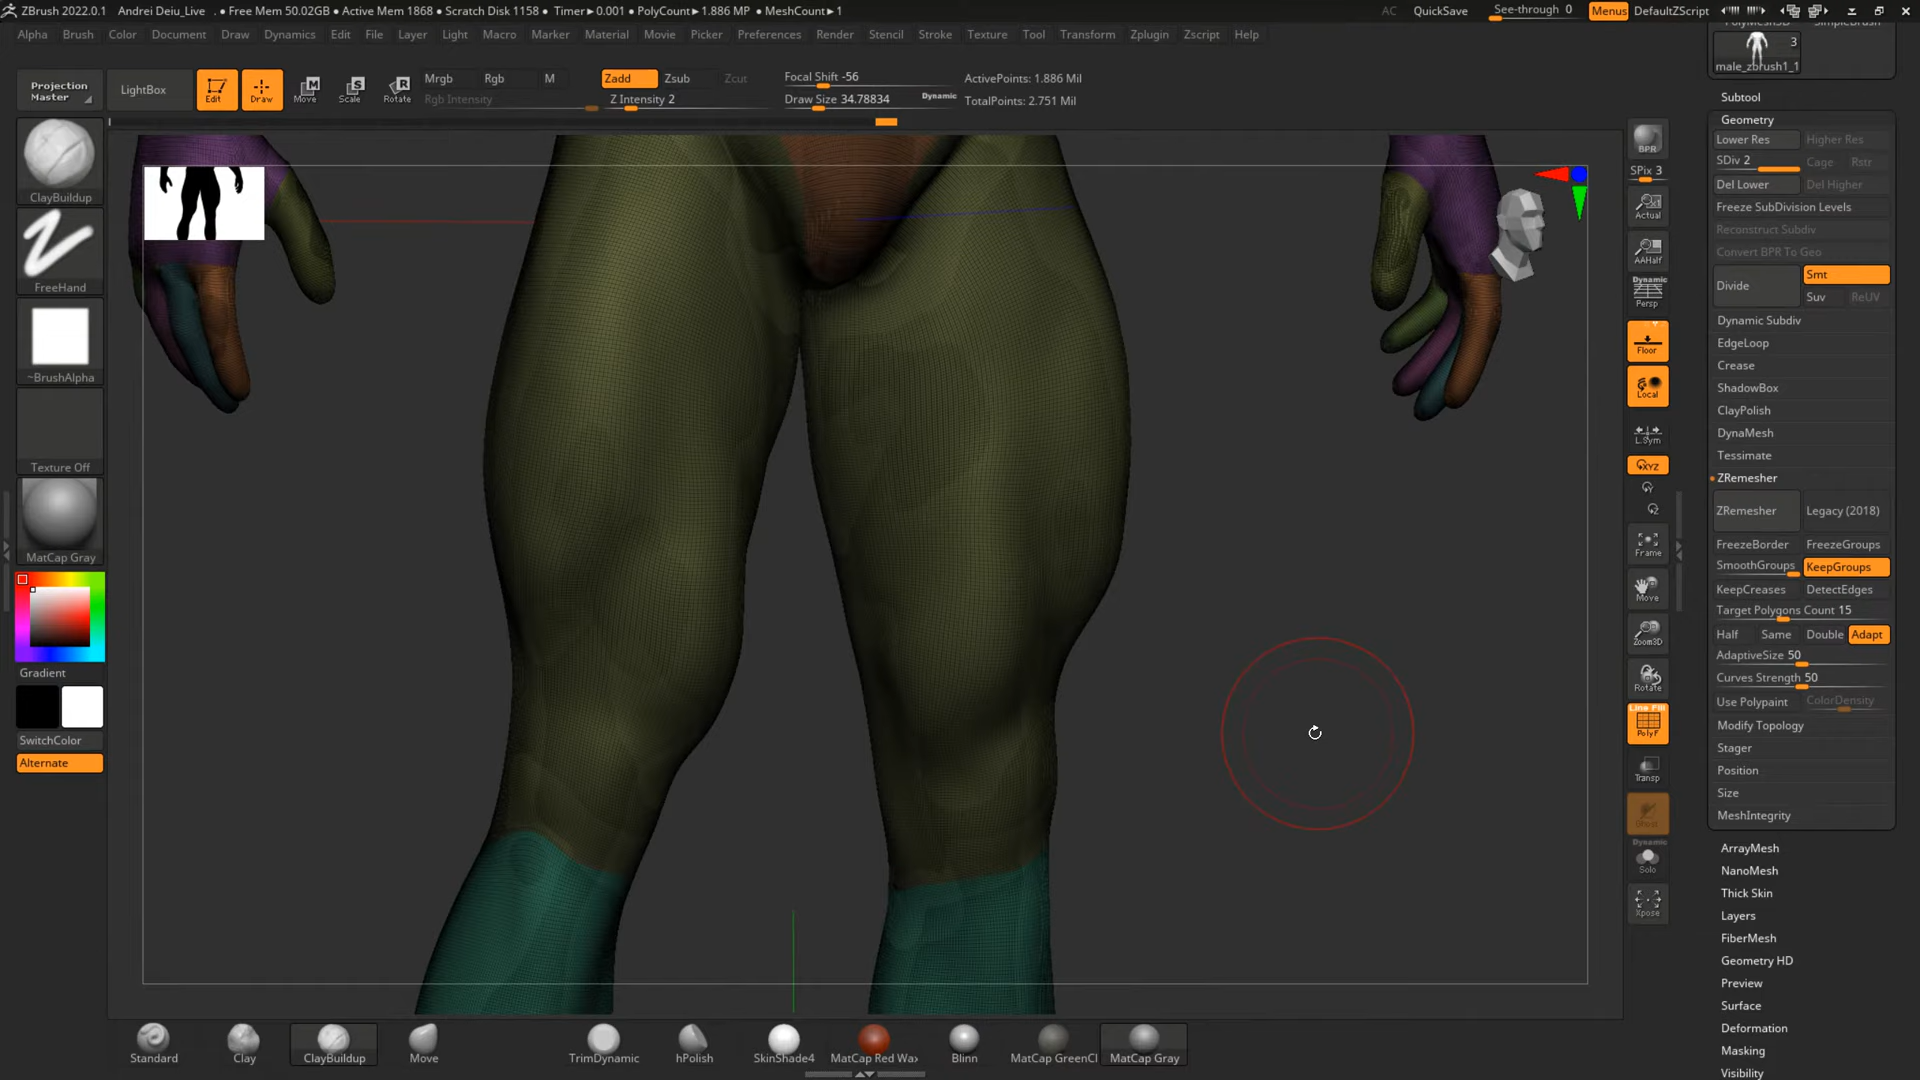 ZBrush 2022.0.1 Andrei Deiu_Live . • Free Mem 50.02GB • Active Mem 1868 • Scratch Disk 1158 • Timer▸0.001 • PolyCount▸1.886 MP • MeshCount▸1 AC QuickSave See-through 0 Menus DefaultZScript
Alpha Brush Color Document Draw Dynamics Edit File Layer Light Macro Marker Material Movie Picker Preferences Render Stencil Stroke Texture Tool Transform Zplugin Zscript Help
Projection Master
LightBox
Edit
Draw
Move
Scale
Rotate
Mrgb Rgb M
Rgb Intensity
Zadd Zsub Zcut
Z Intensity 2
Focal Shift -56
Draw Size 34.78834 Dynamic
ActivePoints: 1.886 Mil
TotalPoints: 2.751 Mil
ClayBuildup
FreeHand
~BrushAlpha
Texture Off
MatCap Gray
Gradient
SwitchColor
Alternate
BPR
SPix 3
Actual
AAHalf
Dynamic
Persp
Floor
Local
L.Sym
XYZ
Frame
Move
Zoom3D
Rotate
Line Fill
PolyF
Transp
Ghost
Dynamic
Solo
Xpose
3
male_zbrush1_1
Subtool
Geometry
Lower Res Higher Res
SDiv 2 Cage Rstr
Del Lower Del Higher
Freeze SubDivision Levels
Reconstruct Subdiv
Convert BPR To Geo
Divide Smt
Suv ReUV
Dynamic Subdiv
EdgeLoop
Crease
ShadowBox
ClayPolish
DynaMesh
Tessimate
ZRemesher
ZRemesher Legacy (2018)
FreezeBorder FreezeGroups
SmoothGroups KeepGroups
KeepCreases DetectEdges
Target Polygons Count 15
Half Same Double Adapt
AdaptiveSize 50
Curves Strength 50
Use Polypaint ColorDensity
Modify Topology
Stager
Position
Size
MeshIntegrity
ArrayMesh
NanoMesh
Thick Skin
Layers
FiberMesh
Geometry HD
Preview
Surface
Deformation
Masking
Visibility
Standard Clay ClayBuildup Move TrimDynamic hPolish SkinShade4 MatCap Red Wax Blinn MatCap GreenCl MatCap Gray